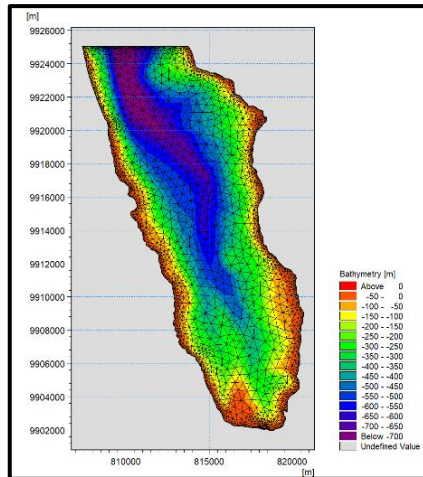 [m]
9926000
9924000
9922000
9920000
9918000
9916000
9914000
9912000
9910000
9908000
9906000
9904000
9902000
810000 815000 820000
[m]
Bathymetry [m]
Above 0
-50 - 0
-100 - -50
-150 - -100
-200 - -150
-250 - -200
-300 - -250
-350 - -300
-400 - -350
-450 - -400
-500 - -450
-550 - -500
-600 - -550
-650 - -600
-700 - -650
Below -700
Undefined Value